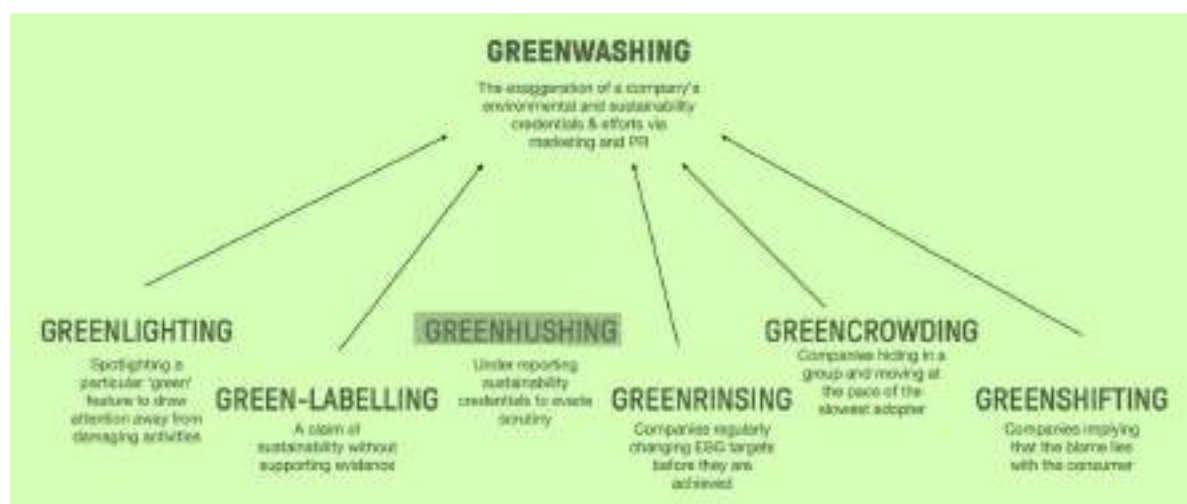 GREENWASHING
The exaggeration of a company's
environmental and sustainability
credentials & efforts via
marketing and PR
GREENLIGHTING
Spotlighting a
particular 'green'
feature to draw
attention away from
damaging activities
GREEN-LABELLING
A claim of
sustainability without
supporting evidence
GREENHUSHING
Under reporting
sustainability
credentials to evade
scrutiny
GREENRINSING
Companies regularly
changing ESG targets
before they are
achieved
GREENCROWDING
Companies hiding in a
group and moving at
the pace of the
slowest adopter
GREENSHIFTING
Companies implying
that the blame lies
with the consumer